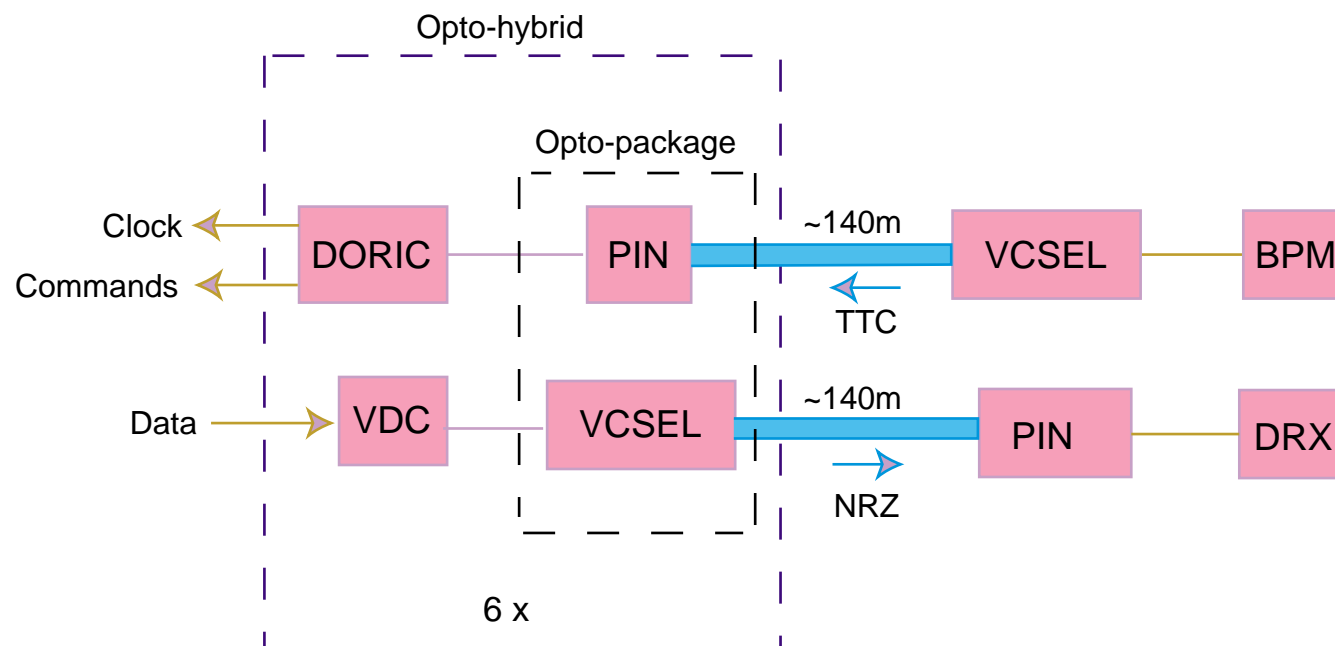 Opto-hybrid
Opto-package
Clock
Commands
DORIC
PIN
~140m
TTC
VCSEL
BPM
Data
VDC
VCSEL
~140m
NRZ
PIN
DRX
6 x